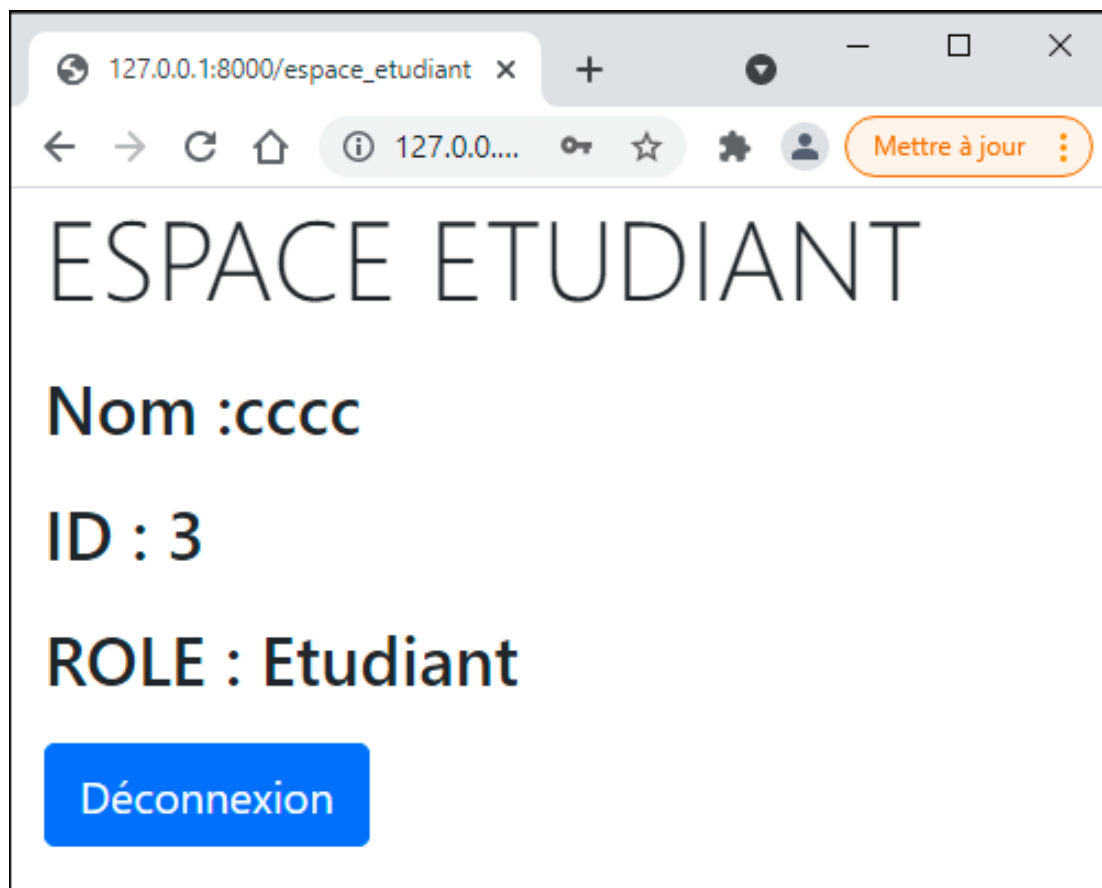 127.0.0.1:8000/espace_etudiant
127.0.0.... Mettre à jour
ESPACE ETUDIANT
Nom :cccc
ID : 3
ROLE : Etudiant
Déconnexion